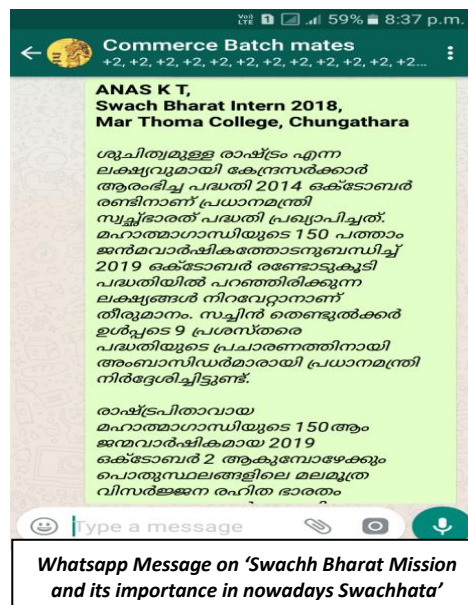 59% 8:37 p.m.
Commerce Batch mates
+2, +2, +2, +2, +2, +2, +2, +2, +2, +2, +2, +2...
ANAS K T,
Swach Bharat Intern 2018,
Mar Thoma College, Chungathara
ശുചിത്വമുള്ള രാഷ്ട്രം എന്ന
ലക്ഷ്യവുമായി കേന്ദ്രസർക്കാർ
ആരംഭിച്ച പദ്ധതി 2014 ഒക്ടോബർ
രണ്ടിനാണ് പ്രധാനമന്ത്രി
സ്വച്ഛ്ഭാരത് പദ്ധതി പ്രഖ്യാപിച്ചത്.
മഹാത്മാഗാന്ധിയുടെ 150 പത്താം
ജൻമവാർഷികത്തോടനുബന്ധിച്ച്
2019 ഒക്ടോബർ രണ്ടോടുകൂടി
പദ്ധതിയിൽ പറഞ്ഞിരിക്കുന്ന
ലക്ഷ്യങ്ങൾ നിറവേറ്റാനാണ്
തീരുമാനം. സച്ചിൻ തെണ്ടുൽക്കർ
ഉൾപ്പടെ 9 പ്രശസ്തരെ
പദ്ധതിയുടെ പ്രചാരണത്തിനായി
അംബാസിഡർമാരായി പ്രധാനമന്ത്രി
നിർദ്ദേശിച്ചിട്ടുണ്ട്.
രാഷ്ട്രപിതാവായ
മഹാത്മാഗാന്ധിയുടെ 150ആം
ജന്മവാർഷികമായ 2019
ഒക്ടോബർ 2 ആകുമ്പോഴേക്കും
പൊതുസ്ഥലങ്ങളിലെ മലമൂത്ര
വിസർജ്ജന രഹിത ഭാരതം
Type a message
Whatsapp Message on ‘Swachh Bharat Mission
and its importance in nowadays Swachhata’